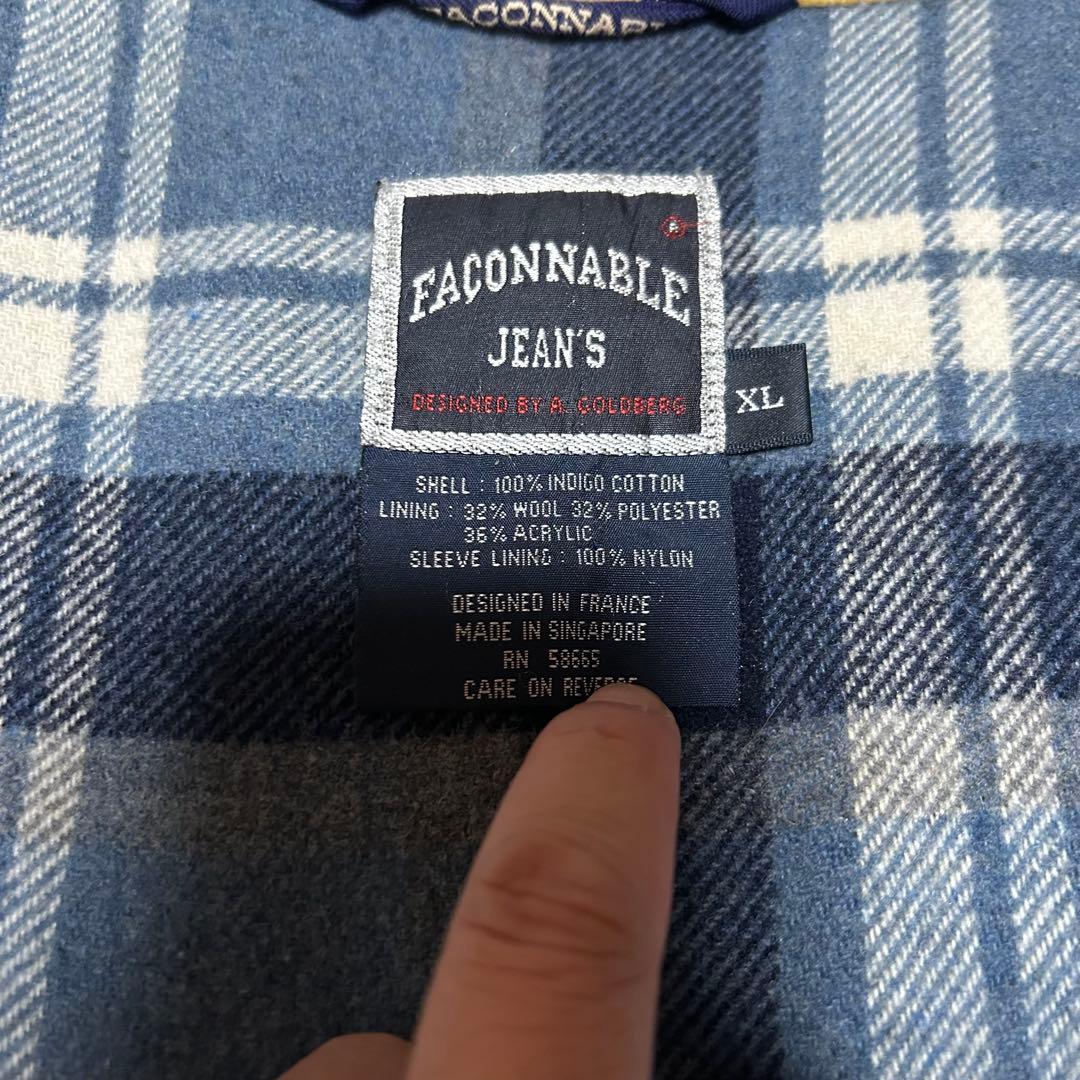 FAÇONNABLE
JEAN'S
DESIGNED BY A. GOLDBERG
XL
SHELL : 100% INDIGO COTTON
LINING : 32% WOOL 32% POLYESTER
36% ACRYLIC
SLEEVE LINING : 100% NYLON
DESIGNED IN FRANCE
MADE IN SINGAPORE
RN 58665
CARE ON REVERSE